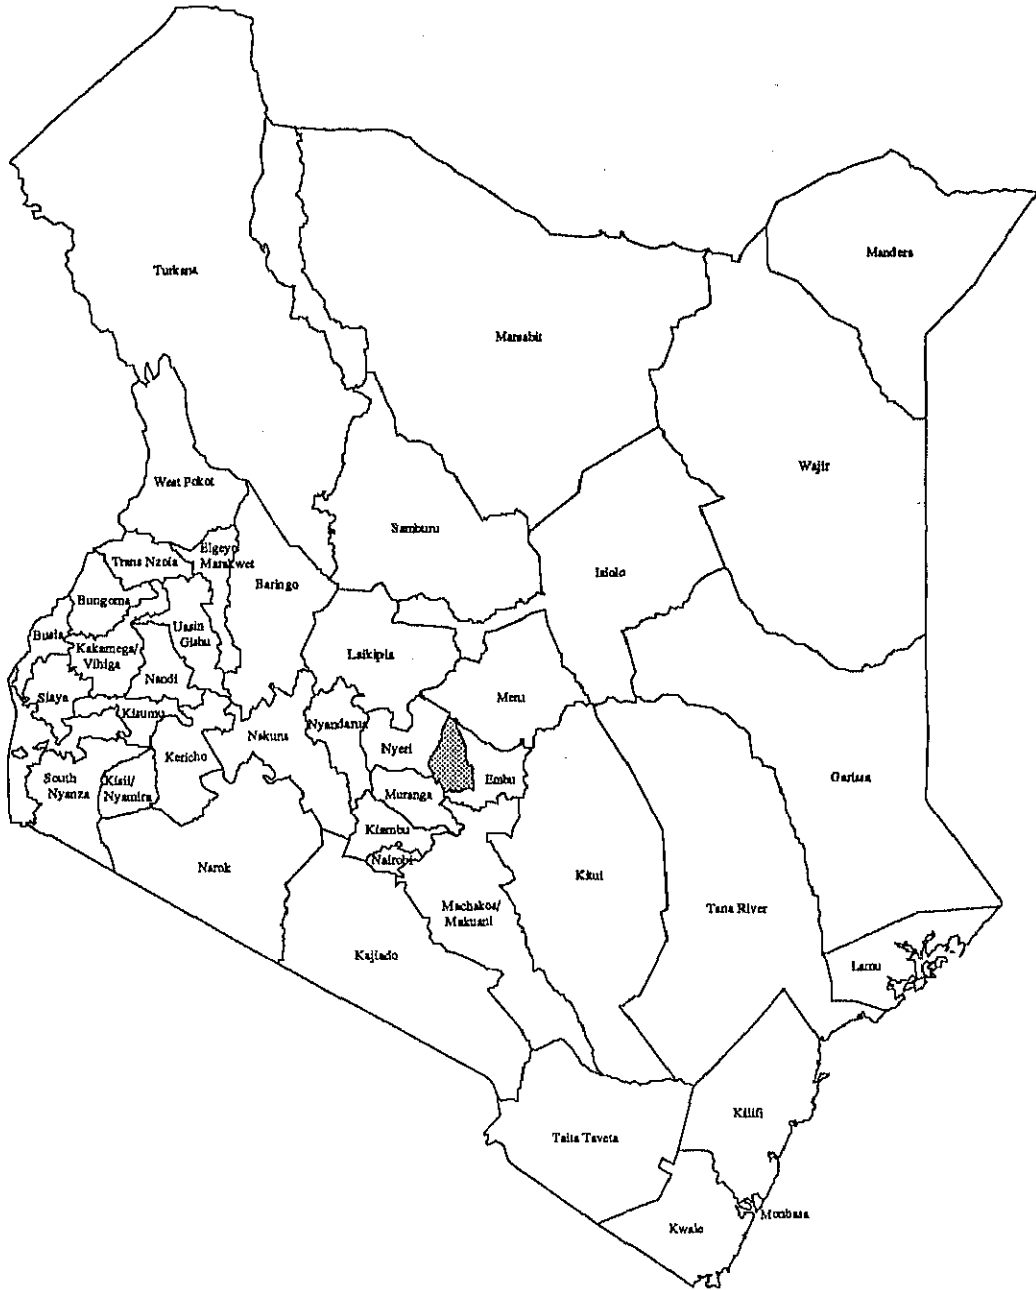 Turkana
Mandera
Marsabit
Wajir
West Pokot
Samburu
Elgeyo
Marakwet
Trans Nzoia
Isiolo
Baringo
Bungoma
Uasin
Gishu
Busia
Kakamega/
Vihiga
Laikipia
Nandi
Siaya
Meru
Kisumu
Nyandarua
Nakuru
Nyeri
Kericho
South
Nyanza
Kisii/
Nyamira
Embu
Garissa
Muranga
Kiambu
Nairobi
Narok
Kitui
Machakos/
Makuani
Tana River
Kajiado
Lamu
Kilifi
Taita Taveta
Mombasa
Kwale